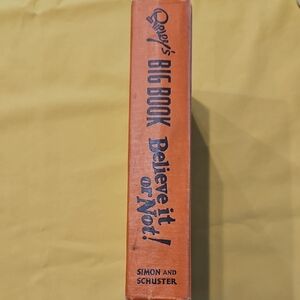 Ripley's
BIG BOOK
Believe it
or Not!
SIMON AND
SCHUSTER